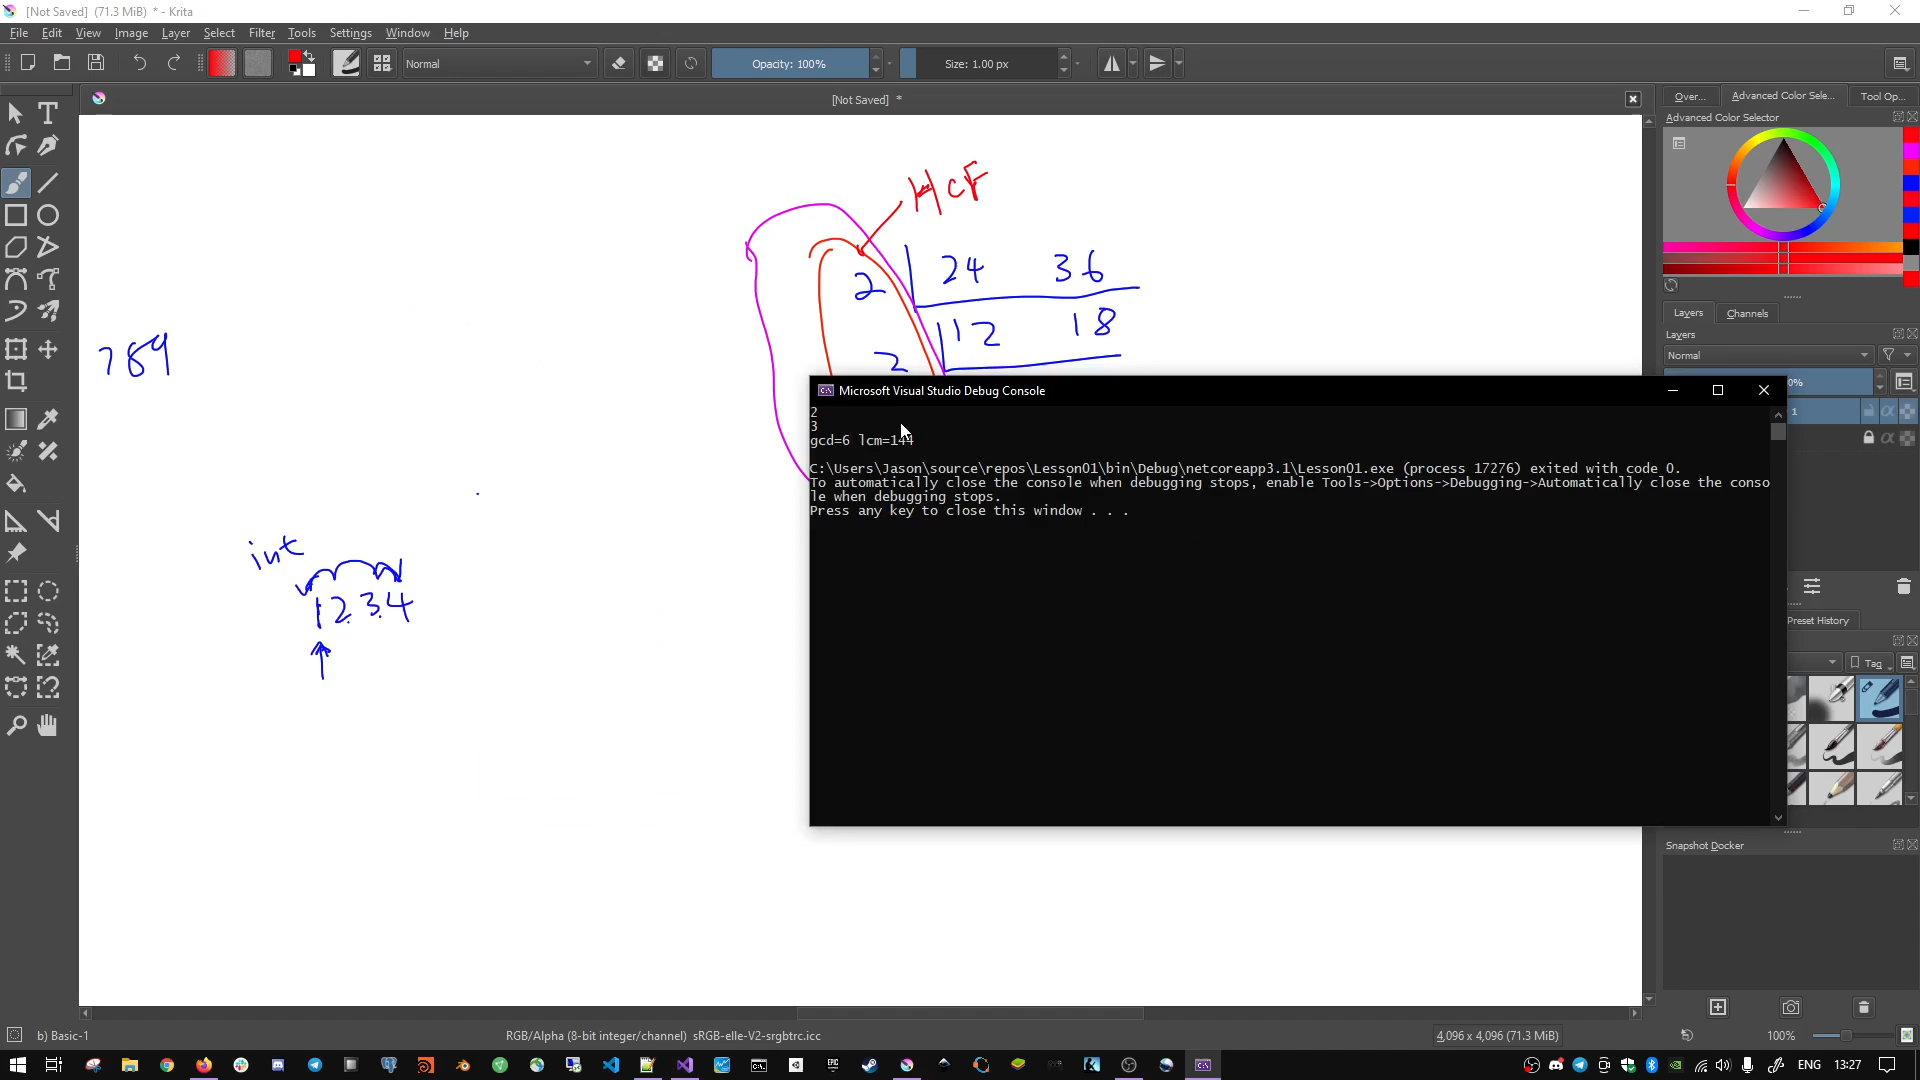 [Not Saved] (71.3 MiB) * - Krita
File Edit View Image Layer Select Filter Tools Settings Window Help
Normal
Opacity: 100%
Size: 1.00 px
[Not Saved] *
Over... Advanced Color Sele... Tool Op...
Advanced Color Selector
HCF
2 24 36
12 18
2
789
int
1234
Layers Channels
Layers
Normal
0%
1
Microsoft Visual Studio Debug Console
2
3
gcd=6 lcm=144
C:\Users\Jason\source\repos\Lesson01\bin\Debug\netcoreapp3.1\Lesson01.exe (process 17276) exited with code 0.
To automatically close the console when debugging stops, enable Tools->Options->Debugging->Automatically close the conso
le when debugging stops.
Press any key to close this window . . .
Preset History
Tag
Snapshot Docker
b) Basic-1
RGB/Alpha (8-bit integer/channel) sRGB-elle-V2-srgbtrc.icc
4,096 x 4,096 (71.3 MiB)
100%
ENG 13:27